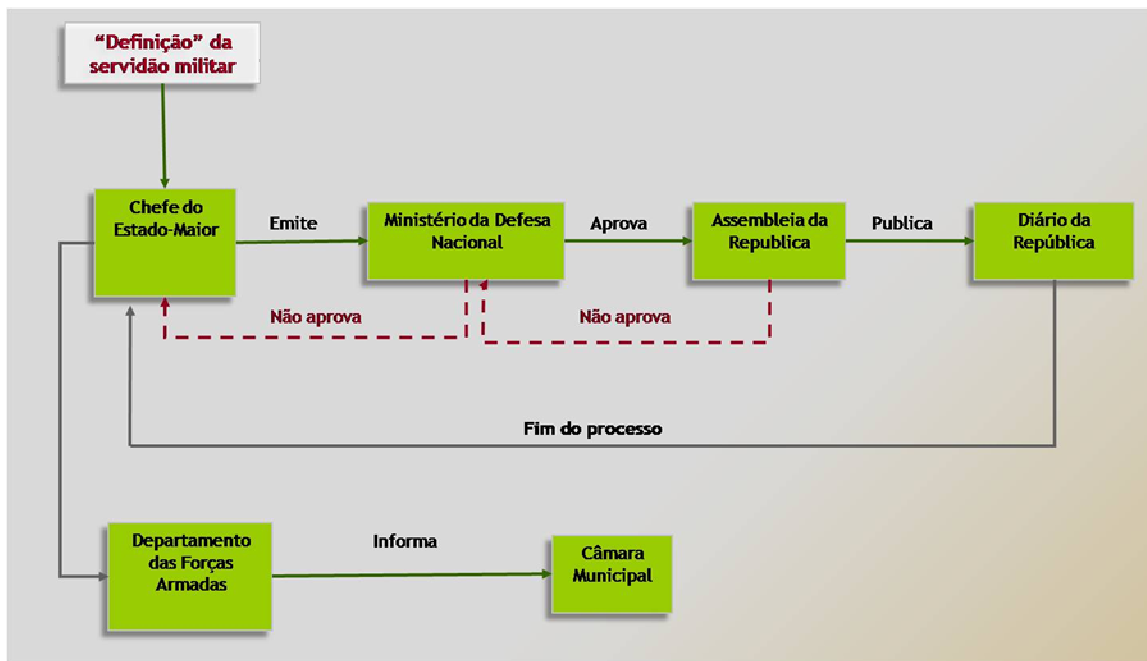 “Definição” da
servidão militar
Chefe do
Estado-Maior
Emite
Ministério da Defesa
Nacional
Aprova
Assembleia da
Republica
Publica
Diário da
República
Não aprova
Não aprova
Fim do processo
Departamento
das Forças
Armadas
Informa
Câmara
Municipal